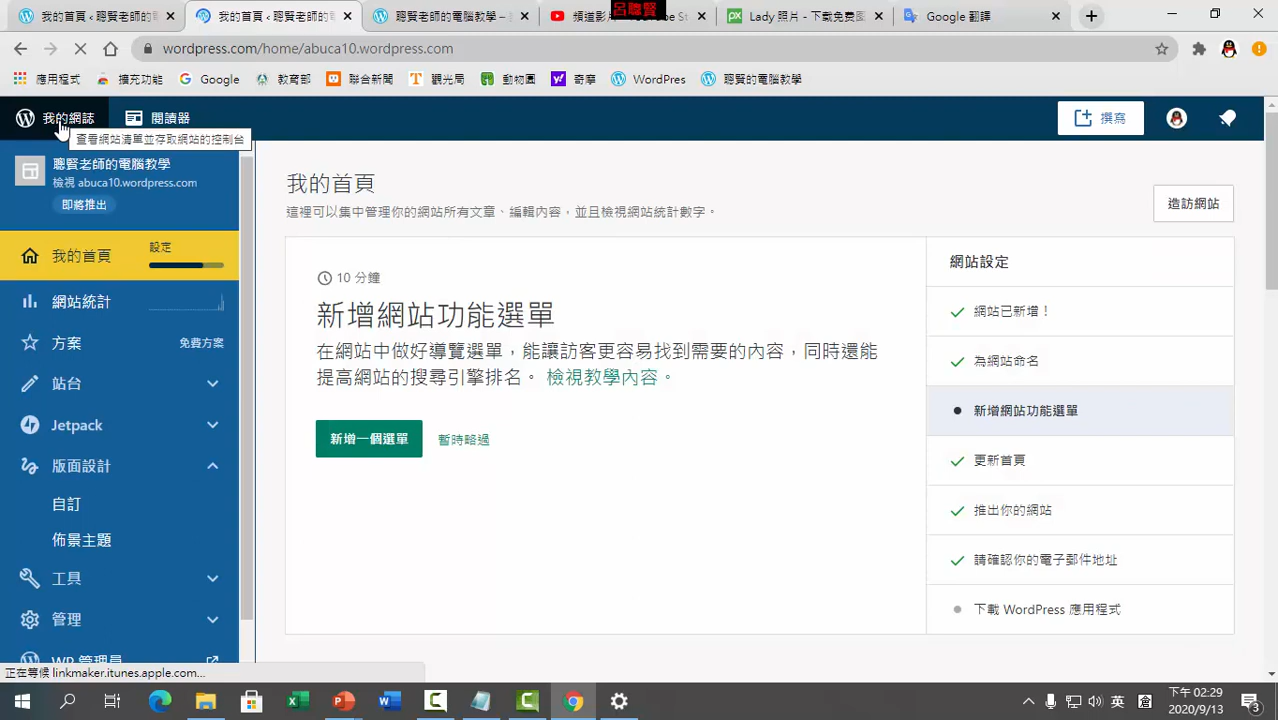 我的首頁 ‹ 聰賢老師的
我的首頁 ‹ 聰賢老師的
聰賢老師的電腦教學 –
頻道影
呂聰賢
Tube St
Lady 照片 - 下載免费圖
Google 翻譯
wordpress.com/home/abuca10.wordpress.com
應用程式
擴充功能
Google
教育部
聯合新聞
觀光局
動物園
奇摩
WordPres
聰賢的電腦教學
我的網誌
閱讀器
撰寫
查看網站清單並存取網站的控制台
聰賢老師的電腦教學
檢視 abuca10.wordpress.com
即將推出
我的首頁
設定
網站統計
方案
免費方案
站台
Jetpack
版面設計
自訂
佈景主題
工具
管理
WP 管理員
正在等候 linkmaker.itunes.apple.com...
我的首頁
這裡可以集中管理你的網站所有文章、編輯內容,並且檢視網站統計數字。
造訪網站
10 分鐘
新增網站功能選單
在網站中做好導覽選單,能讓訪客更容易找到需要的內容,同時還能
提高網站的搜尋引擎排名。 檢視教學內容。
新增一個選單
暫時略過
網站設定
網站已新增!
為網站命名
新增網站功能選單
更新首頁
推出你的網站
請確認你的電子郵件地址
下載 WordPress 應用程式
英
下午 02:29
2020/9/13
3